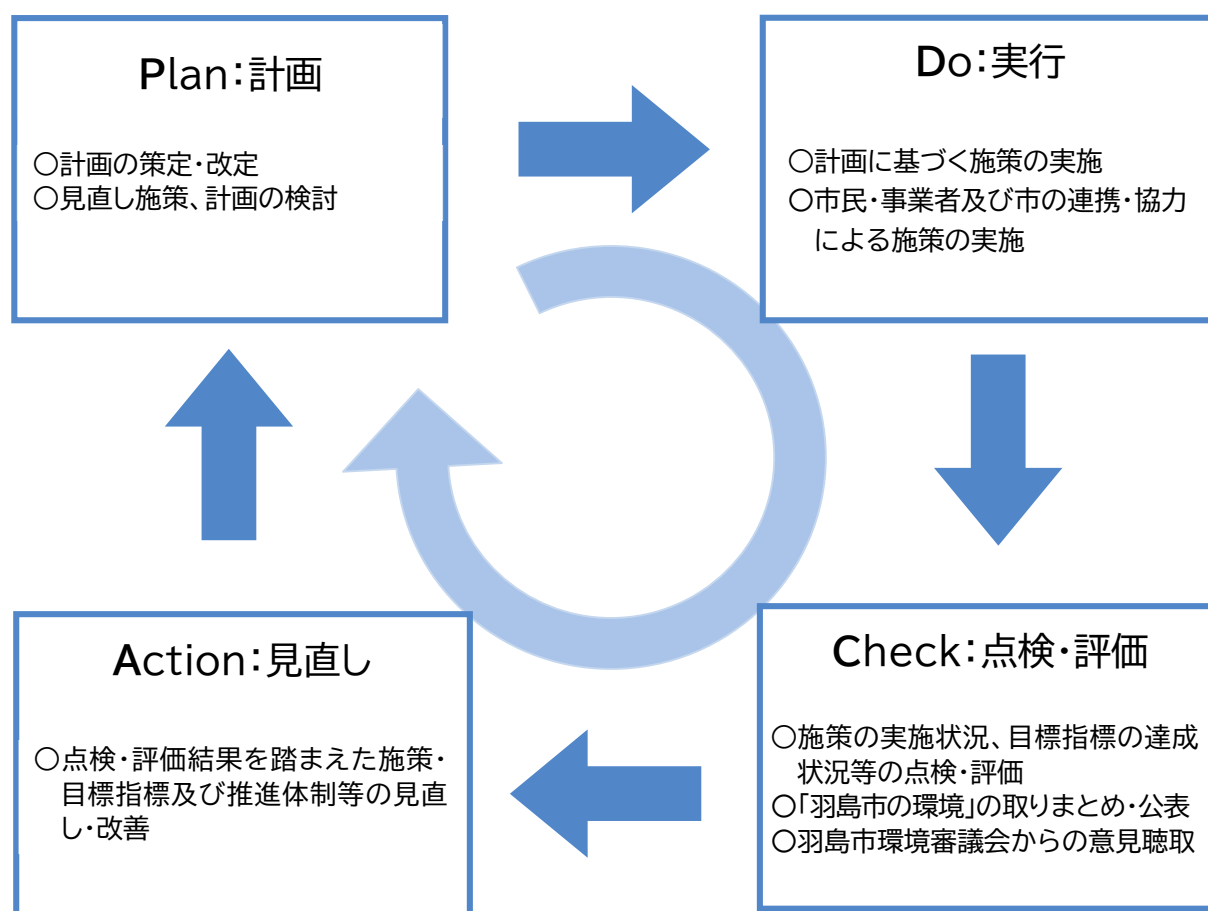 Plan：計画
〇計画の策定・改定
〇見直し施策、計画の検討
Do：実行
〇計画に基づく施策の実施
〇市民・事業者及び市の連携・協力
による施策の実施
Check：点検・評価
〇施策の実施状況、目標指標の達成
状況等の点検・評価
〇「羽島市の環境」の取りまとめ・公表
〇羽島市環境審議会からの意見聴取
Action：見直し
〇点検・評価結果を踏まえた施策・
目標指標及び推進体制等の見直
し・改善